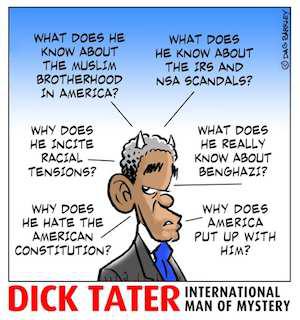 WHAT DOES HE
KNOW ABOUT
THE MUSLIM
BROTHERHOOD
IN AMERICA?
WHAT DOES
HE KNOW ABOUT
THE IRS AND
NSA SCANDALS?
WHY DOES
HE INCITE
RACIAL
TENSIONS?
WHAT DOES
HE REALLY
KNOW ABOUT
BENGHAZI?
WHY DOES
HE HATE THE
AMERICAN
CONSTITUTION?
WHY DOES
AMERICA
PUT UP WITH
HIM?
DICK TATER
INTERNATIONAL
MAN OF MYSTERY